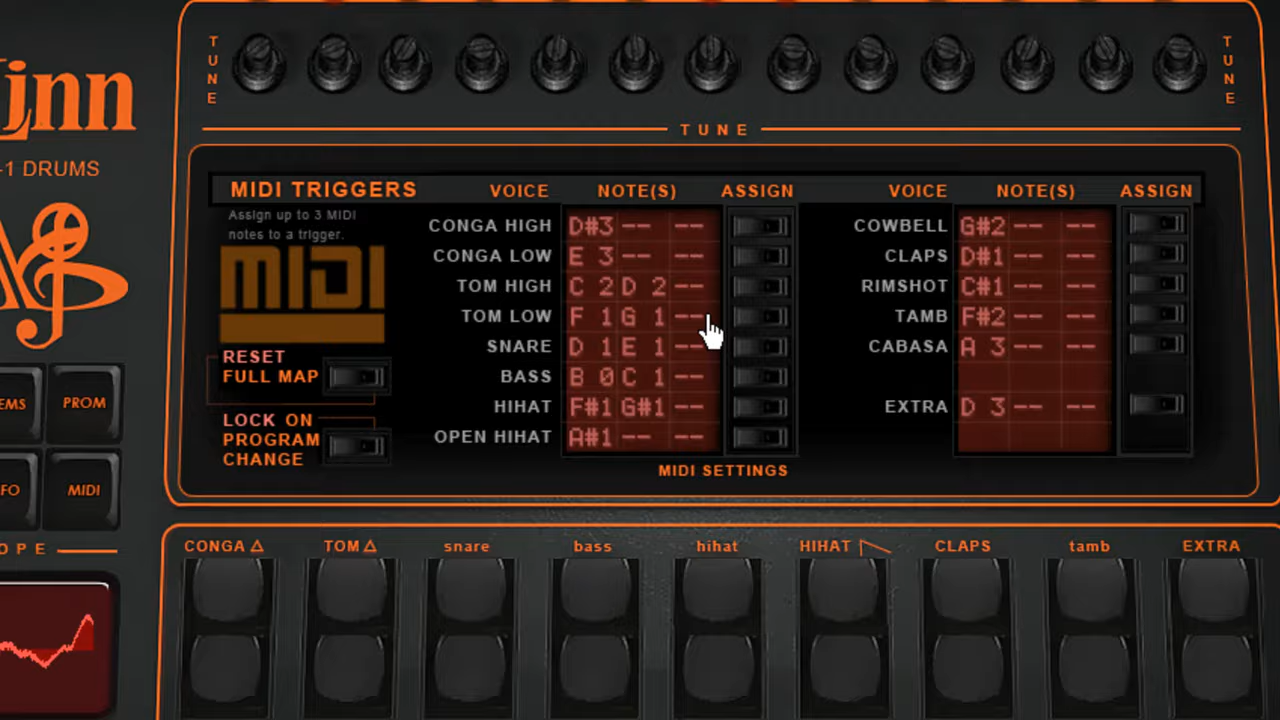 TUNE
TUNE
TUNE
-1 DRUMS
MIDI TRIGGERS VOICE NOTE(S) ASSIGN VOICE NOTE(S) ASSIGN
Assign up to 3 MIDI
notes to a trigger.
MIDI
RESET
FULL MAP
LOCK ON
PROGRAM
CHANGE
CONGA HIGH D#3 -- --
CONGA LOW E 3 -- --
TOM HIGH C 2 D 2 --
TOM LOW F 1 G 1 --
SNARE D 1 E 1 --
BASS B 0 C 1 --
HIHAT F#1 G#1 --
OPEN HIHAT A#1 -- --
COWBELL G#2 -- --
CLAPS D#1 -- --
RIMSHOT C#1 -- --
TAMB F#2 -- --
CABASA A 3 -- --
EXTRA D 3 -- --
MIDI SETTINGS
EMS PROM
FO MIDI
OPE
CONGA △ TOM △ snare bass hihat HIHAT CLAPS tamb EXTRA